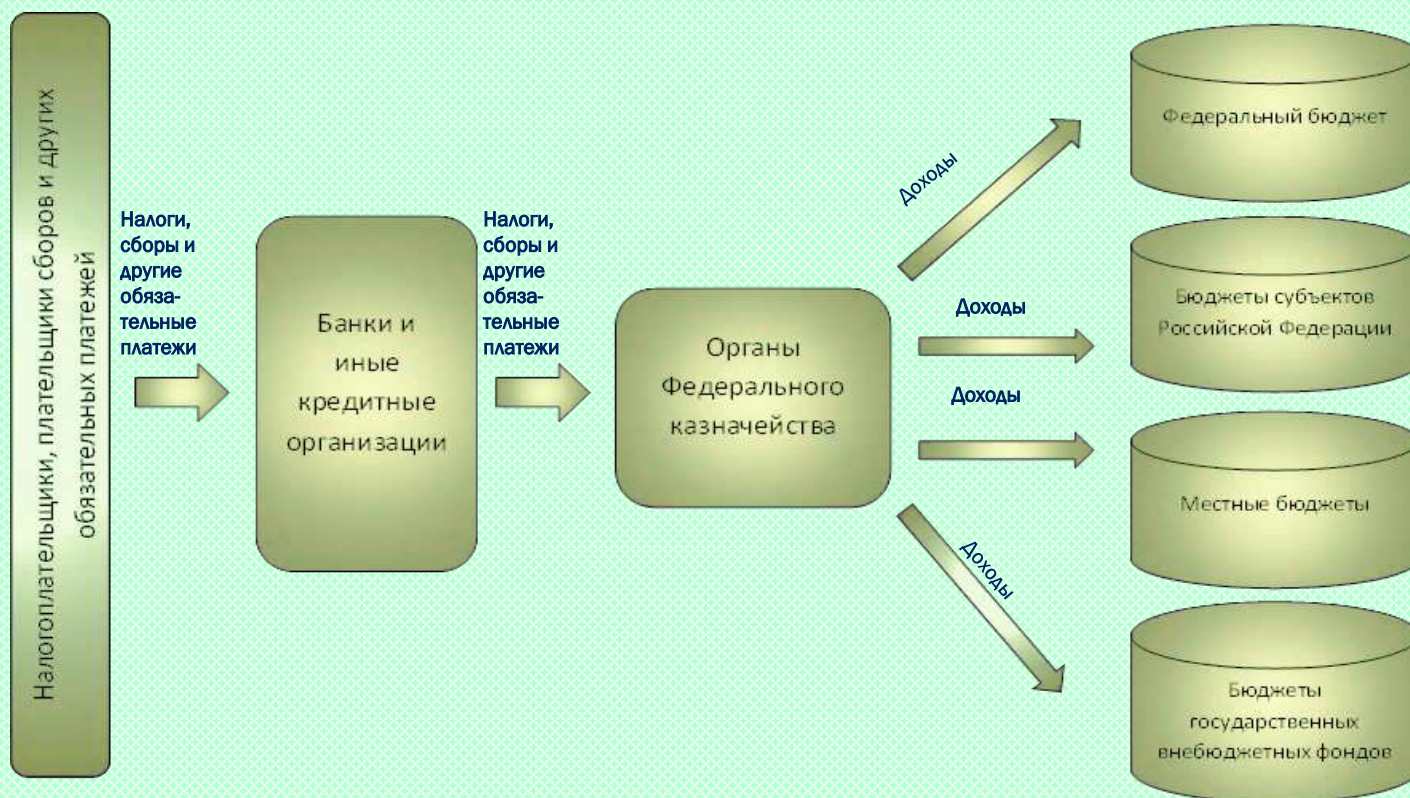 Налогоплательщики, плательщики сборов и других
обязательных платежей
Налоги,
сборы и
другие
обяза-
тельные
платежи
Банки и
иные
кредитные
организации
Налоги,
сборы и
другие
обяза-
тельные
платежи
Органы
Федерального
казначейства
Доходы
Доходы
Доходы
Доходы
Федеральный бюджет
Бюджеты субъектов
Российской Федерации
Местные бюджеты
Бюджеты
государственных
внебюджетных фондов